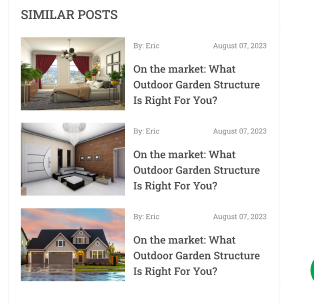 SIMILAR POSTS
By: Eric August 07, 2023
On the market: What
Outdoor Garden Structure
Is Right For You?
By: Eric August 07, 2023
On the market: What
Outdoor Garden Structure
Is Right For You?
By: Eric August 07, 2023
On the market: What
Outdoor Garden Structure
Is Right For You?